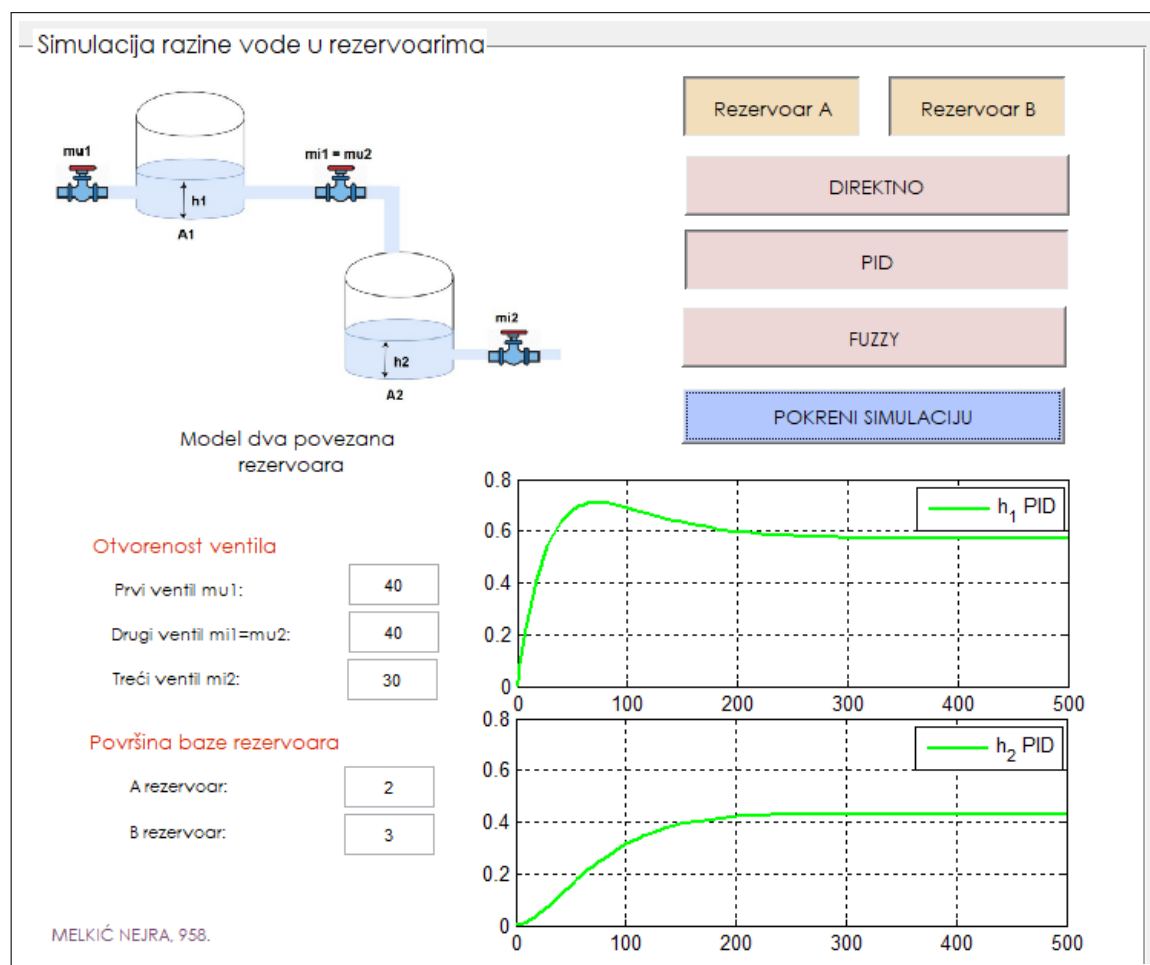 Simulacija razine vode u rezervoarima
mu1
mi1 = mu2
h1
A1
mi2
h2
A2
Model dva povezana
rezervoara
Rezervoar A
Rezervoar B
DIREKTNO
PID
FUZZY
POKRENI SIMULACIJU
Otvorenost ventila
Prvi ventil mu1:
40
Drugi ventil mi1=mu2:
40
Treći ventil mi2:
30
Površina baze rezervoara
A rezervoar:
2
B rezervoar:
3
0.8
0.6
0.4
0.2
0
h1 PID
0 100 200 300 400 500
0.8
0.6
0.4
0.2
0
h2 PID
0 100 200 300 400 500
MELKIĆ NEJRA, 958.